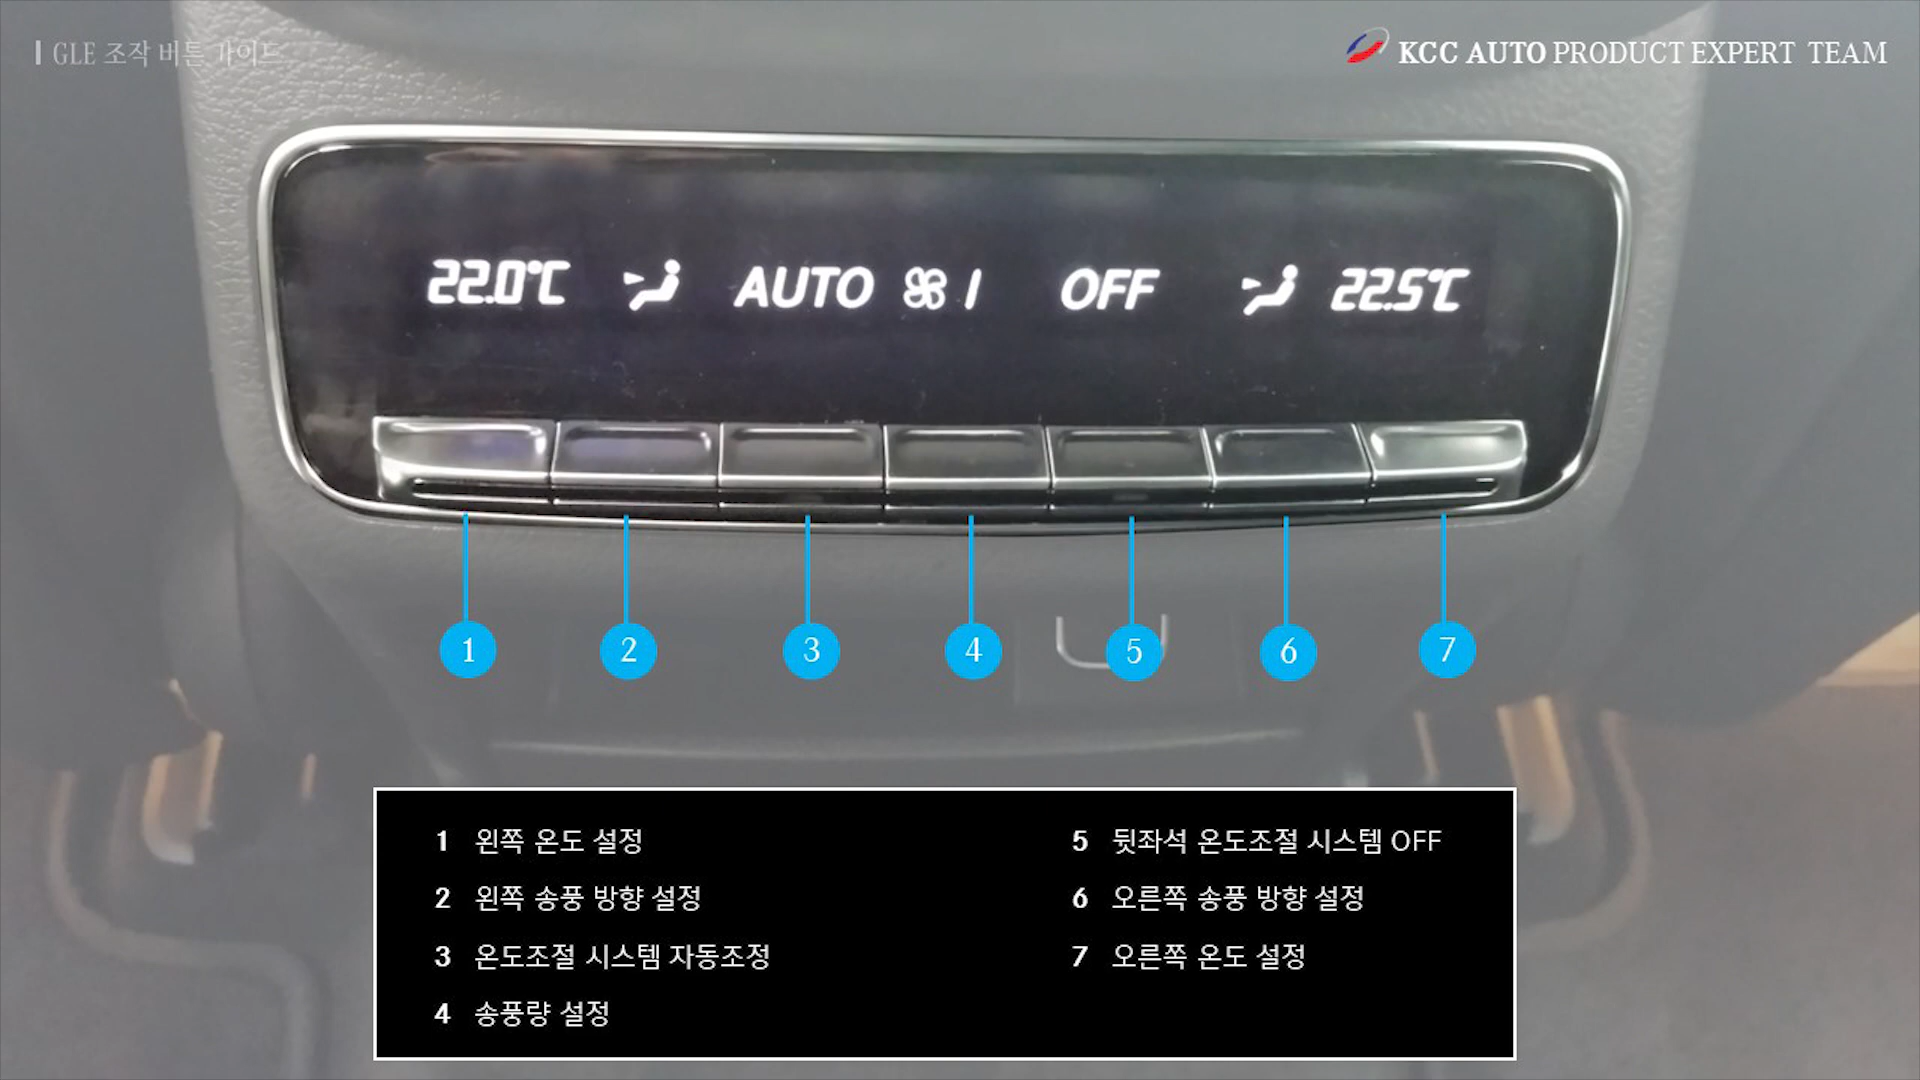 GLE 조작 버튼 가이드
KCC AUTO PRODUCT EXPERT TEAM
22.0℃ AUTO 1 OFF 22.5℃
1 2 3 4 5 6 7
1 왼쪽 온도 설정
2 왼쪽 송풍 방향 설정
3 온도조절 시스템 자동조정
4 송풍량 설정
5 뒷좌석 온도조절 시스템 OFF
6 오른쪽 송풍 방향 설정
7 오른쪽 온도 설정